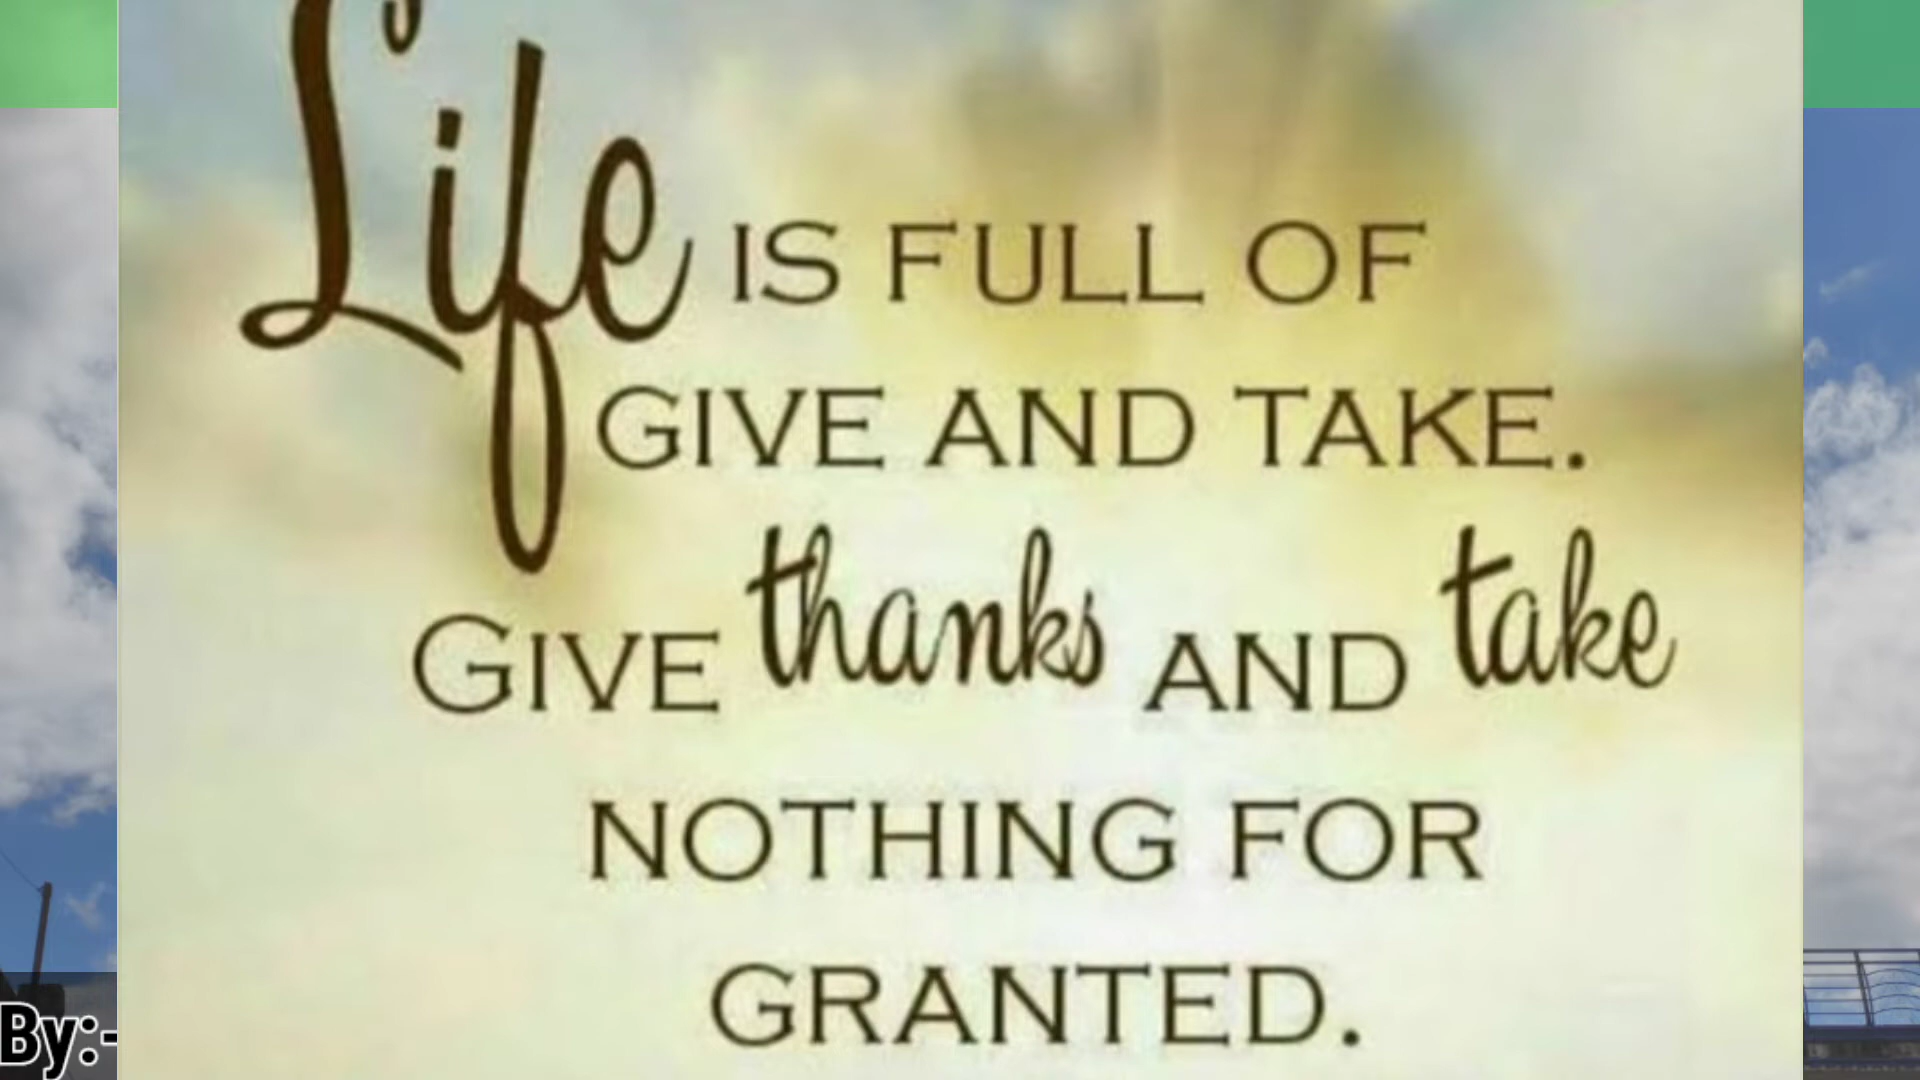 Life IS FULL OF
GIVE AND TAKE.
GIVE thanks AND take
NOTHING FOR
GRANTED.
By:-